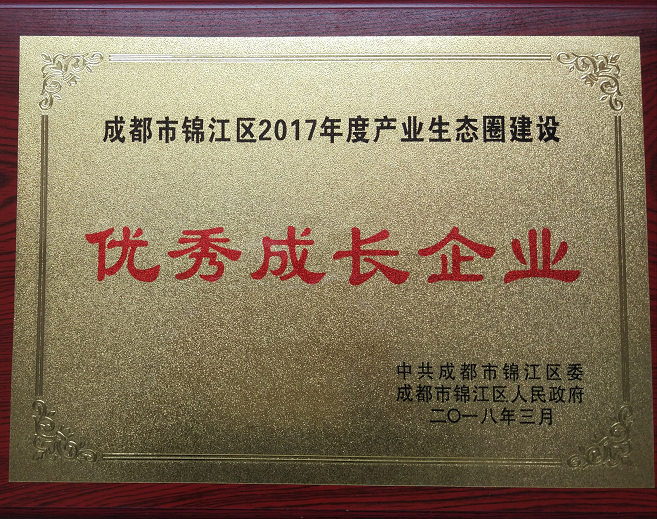 成都市锦江区2017年度产业生态圈建设
优秀成长企业
中共成都市锦江区委
成都市锦江区人民政府
二〇一八年三月